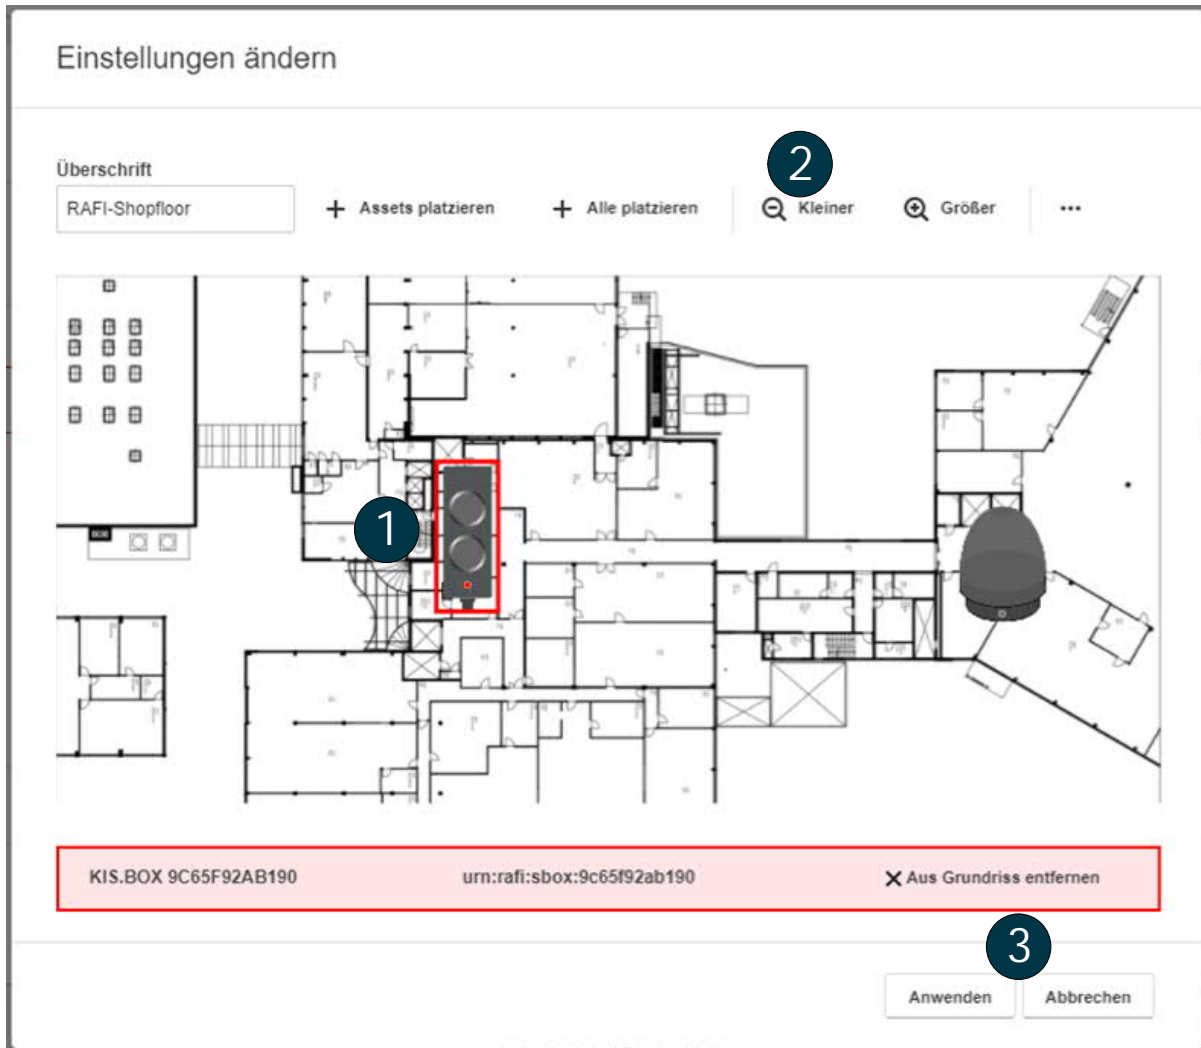 Einstellungen ändern
Überschrift
2
RAFI-Shopfloor
Assets platzieren
Alle platzieren
Kleiner
Größer
1
KIS.BOX 9C65F92AB190
urn:rafi:sbox:9c65f92ab190
Aus Grundriss entfernen
3
Anwenden
Abbrechen